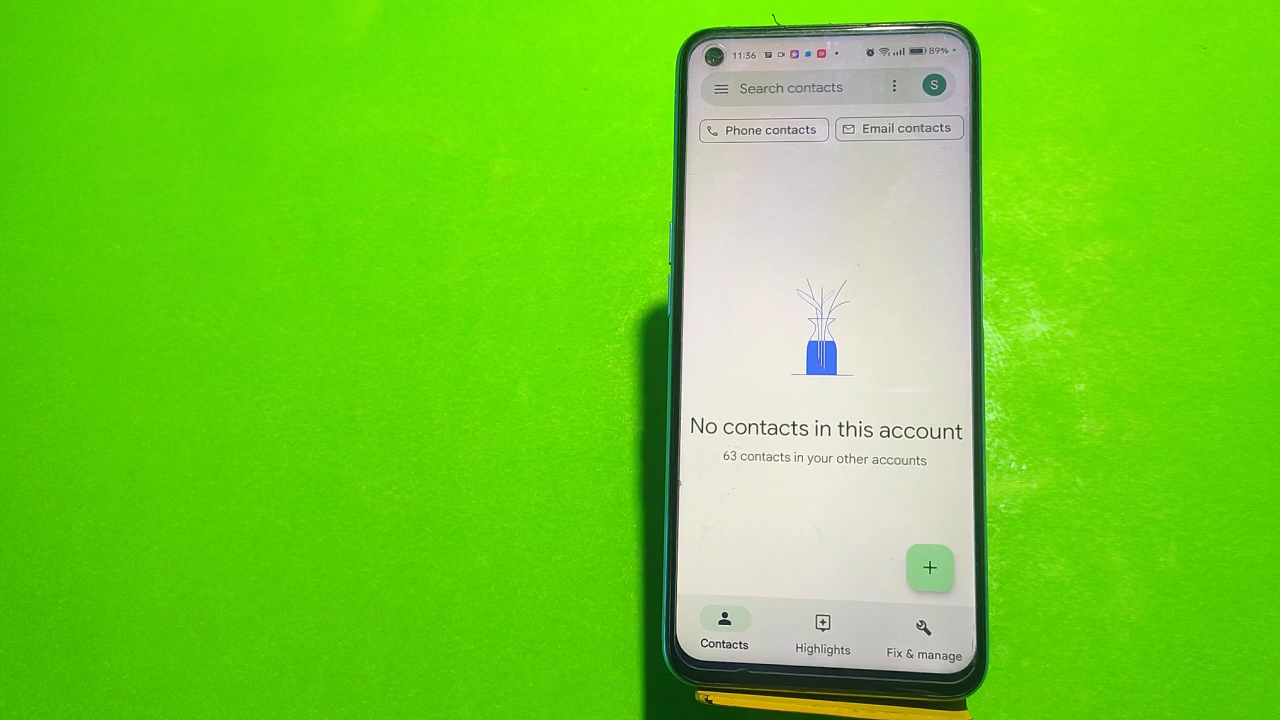 11:36
89%
Search contacts
S
Phone contacts
Email contacts
No contacts in this account
63 contacts in your other accounts
Contacts
Highlights
Fix & manage